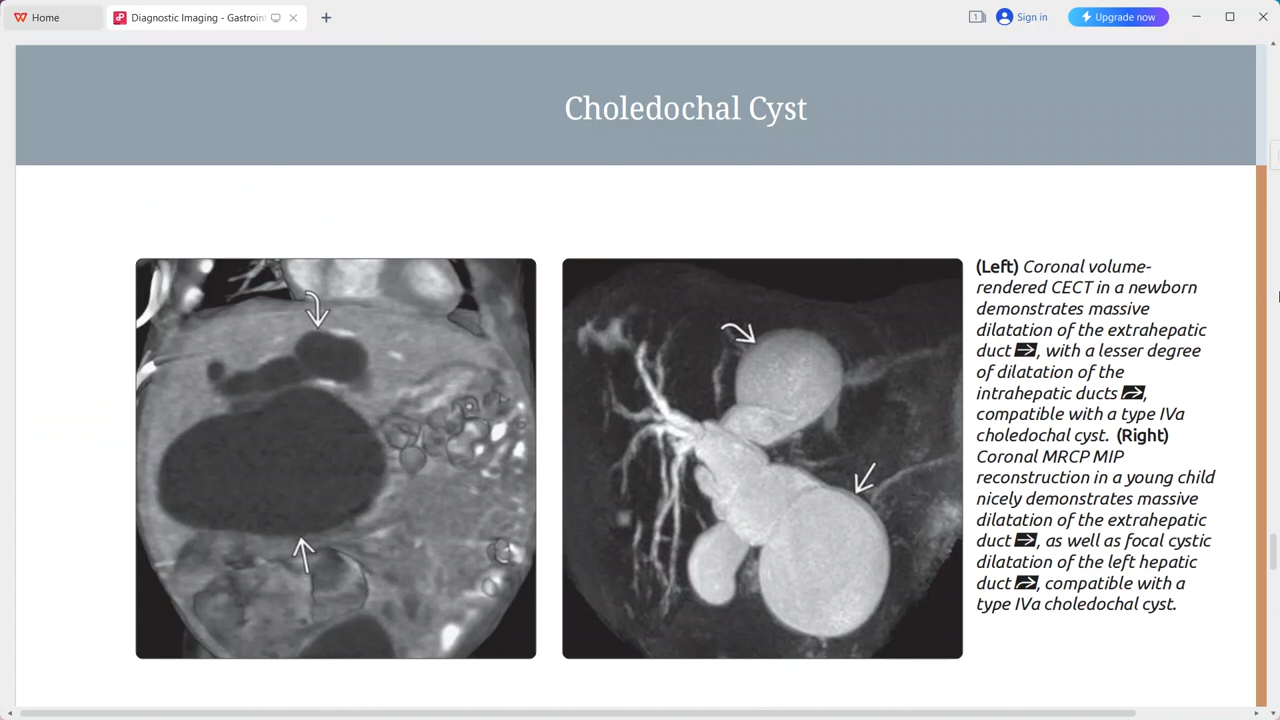 Home
Diagnostic Imaging - Gastroint
1
Sign in
Upgrade now
Choledochal Cyst
(Left) Coronal volume-
rendered CECT in a newborn
demonstrates massive
dilatation of the extrahepatic
duct, with a lesser degree
of dilatation of the
intrahepatic ducts,
compatible with a type IVa
choledochal cyst. (Right)
Coronal MRCP MIP
reconstruction in a young child
nicely demonstrates massive
dilatation of the extrahepatic
duct, as well as focal cystic
dilatation of the left hepatic
duct, compatible with a
type IVa choledochal cyst.